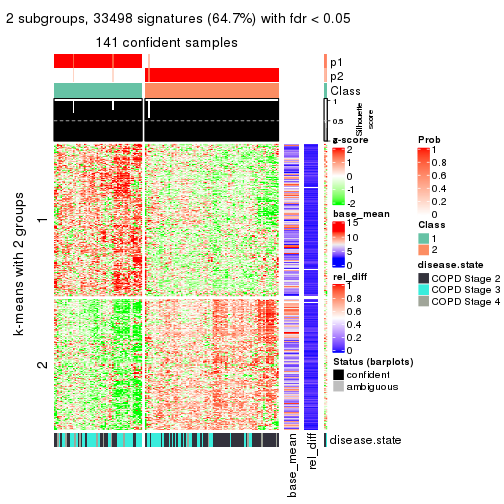 2 subgroups, 33498 signatures (64.7%) with fdr < 0.05
141 confident samples
p1
p2
Class
1
0.5
0
Silhouette
score
k-means with 2 groups
1
2
z-score
2
1
0
-1
-2
base_mean
15
10
5
0
rel_diff
1
0.8
0.6
0.4
0.2
0
Status (barplots)
confident
ambiguous
Prob
1
0.8
0.6
0.4
0.2
0
Class
1
2
disease.state
COPD Stage 2
COPD Stage 3
COPD Stage 4
disease.state
base_mean
rel_diff